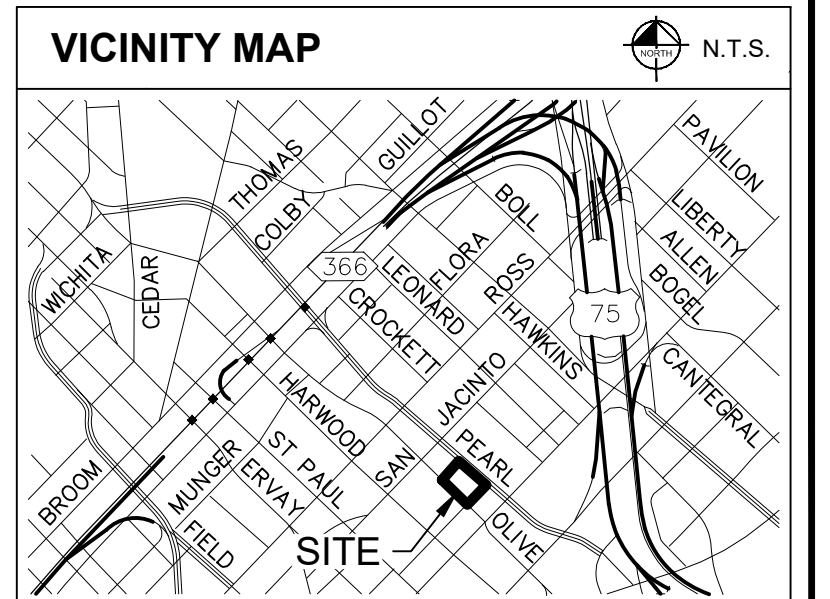 VICINITY MAP
NORTH
N.T.S.
GUILLOT
THOMAS
COLBY
PAVILION
LIBERTY
ALLEN
BOGEL
BOLL
FLORA
ROSS
LEONARD
366
WICHITA
CEDAR
CROCKETT
HAWKINS
75
JACINTO
CANTEGRAL
HARWOOD
PEARL
SAN
ST PAUL
MUNGER
ERVAY
BROOM
FIELD
OLIVE
SITE